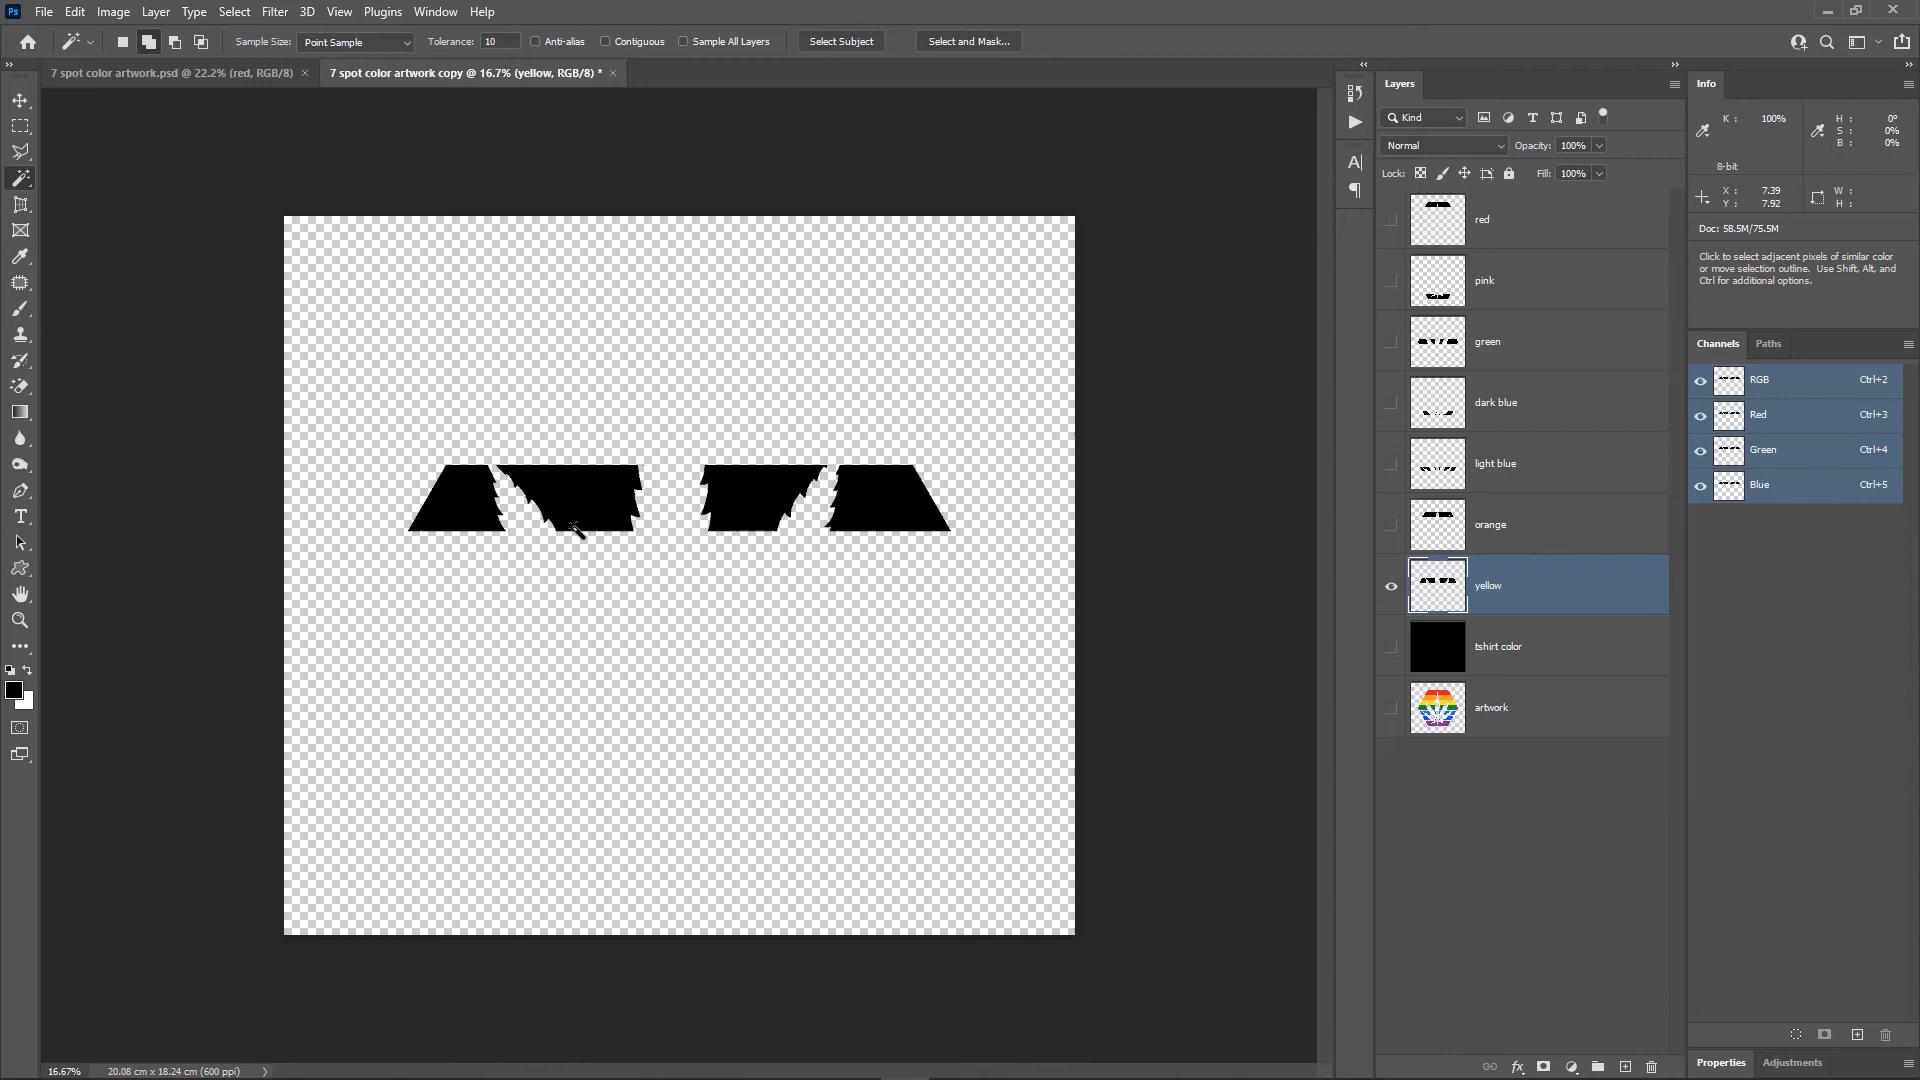 Ps File Edit Image Layer Type Select Filter 3D View Plugins Window Help
Sample Size: Point Sample Tolerance: 10 Anti-alias Contiguous Sample All Layers Select Subject Select and Mask...
7 spot color artwork.psd @ 22.2% (red, RGB/8) × 7 spot color artwork copy @ 16.7% (yellow, RGB/8) * ×
Layers
Kind
Normal Opacity: 100%
Lock: Fill: 100%
red
pink
green
dark blue
light blue
orange
yellow
tshirt color
artwork
Info
K : 100% H : 0°
S : 0%
B : 0%
8-bit
X : 7.39 W :
Y : 7.92 H :
Doc: 58.5M/75.5M
Click to select adjacent pixels of similar color
or move selection outline. Use Shift, Alt, and
Ctrl for additional options.
Channels Paths
RGB Ctrl+2
Red Ctrl+3
Green Ctrl+4
Blue Ctrl+5
Properties Adjustments
16.67% 20.08 cm x 18.24 cm (600 ppi)